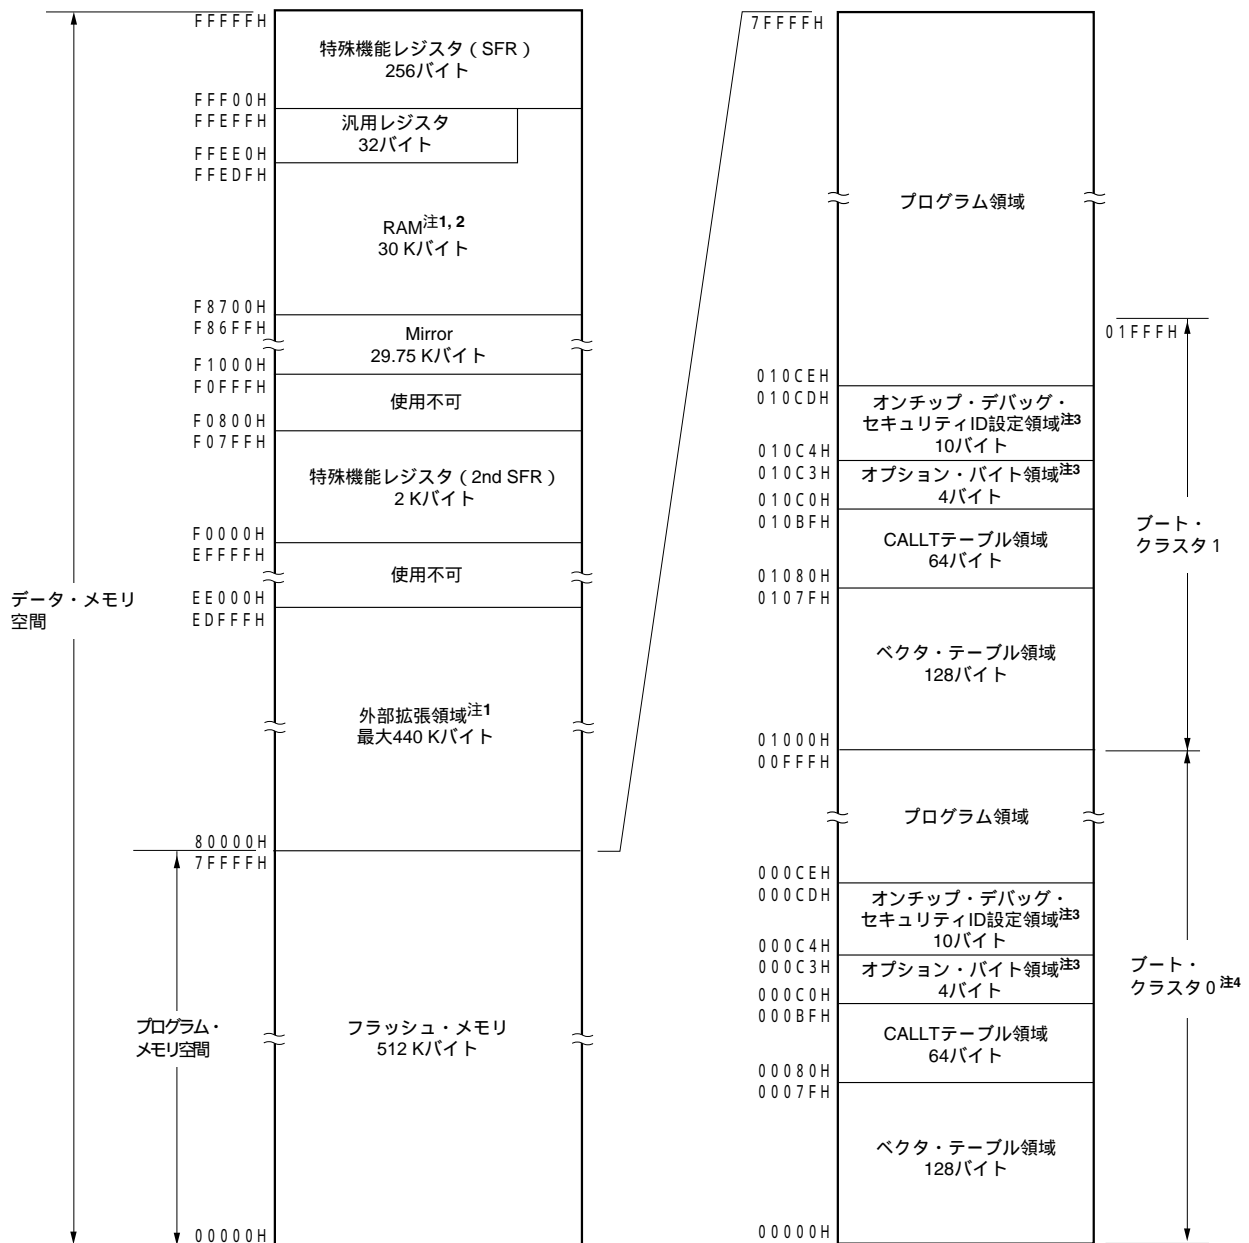 FFFFFH
特殊機能レジスタ（SFR）
256バイト
FFF00H
FFEFFH
汎用レジスタ
32バイト
FFEE0H
FFEDFH
RAM注1, 2
30 Kバイト
F8700H
F86FFH
Mirror
29.75 Kバイト
F1000H
F0FFFH
使用不可
F0800H
F07FFH
特殊機能レジスタ（2nd SFR）
2 Kバイト
F0000H
EFFFFH
使用不可
EE000H
EDFFFH
データ・メモリ
空間
外部拡張領域注1
最大440 Kバイト
80000H
7FFFFH
プログラム・
メモリ空間
フラッシュ・メモリ
512 Kバイト
00000H
7FFFFH
プログラム領域
01FFFH
010CEH
010CDH
オンチップ・デバッグ・
セキュリティID設定領域注3
10バイト
010C4H
010C3H
オプション・バイト領域注3
4バイト
010C0H
010BFH
CALLTテーブル領域
64バイト
ブート・
クラスタ1
01080H
0107FH
ベクタ・テーブル領域
128バイト
01000H
00FFFH
プログラム領域
000CEH
000CDH
オンチップ・デバッグ・
セキュリティID設定領域注3
10バイト
000C4H
000C3H
オプション・バイト領域注3
4バイト
ブート・
クラスタ0注4
000C0H
000BFH
CALLTテーブル領域
64バイト
00080H
0007FH
ベクタ・テーブル領域
128バイト
00000H